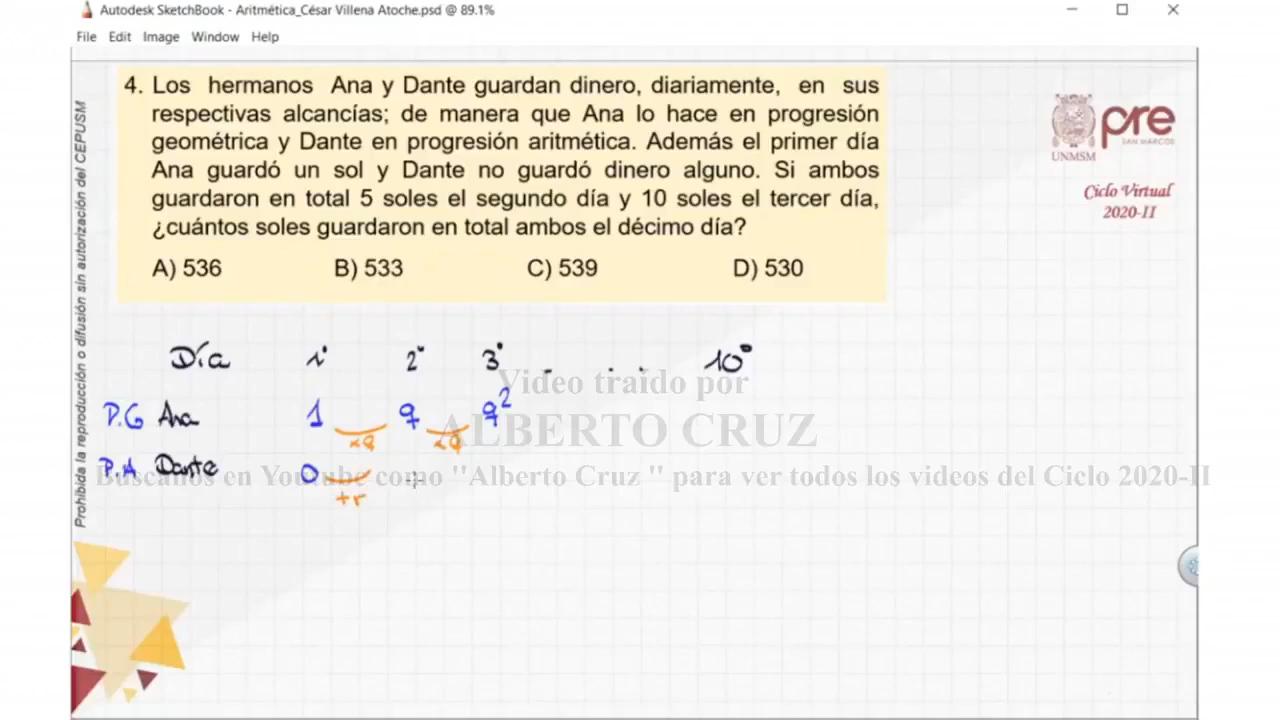 Autodesk SketchBook - Aritmética_César Villena Atoche.psd @ 89.1%
File Edit Image Window Help
4. Los hermanos Ana y Dante guardan dinero, diariamente, en sus
respectivas alcancías; de manera que Ana lo hace en progresión
geométrica y Dante en progresión aritmética. Además el primer día
Ana guardó un sol y Dante no guardó dinero alguno. Si ambos
guardaron en total 5 soles el segundo día y 10 soles el tercer día,
¿cuántos soles guardaron en total ambos el décimo día?
A) 536 B) 533 C) 539 D) 530
Prohibida la reproducción o difusión sin autorización del CEPUSM
UNMSM
pre
SAN MARCOS
Ciclo Virtual
2020-II
Día 1° 2° 3° . . . 10°
Video traído por
P.G Ana 1 q q²
ALBERTO CRUZ
xq xq
P.A Dante 0
Buscanos en Youtube como "Alberto Cruz " para ver todos los videos del Ciclo 2020-II
+r